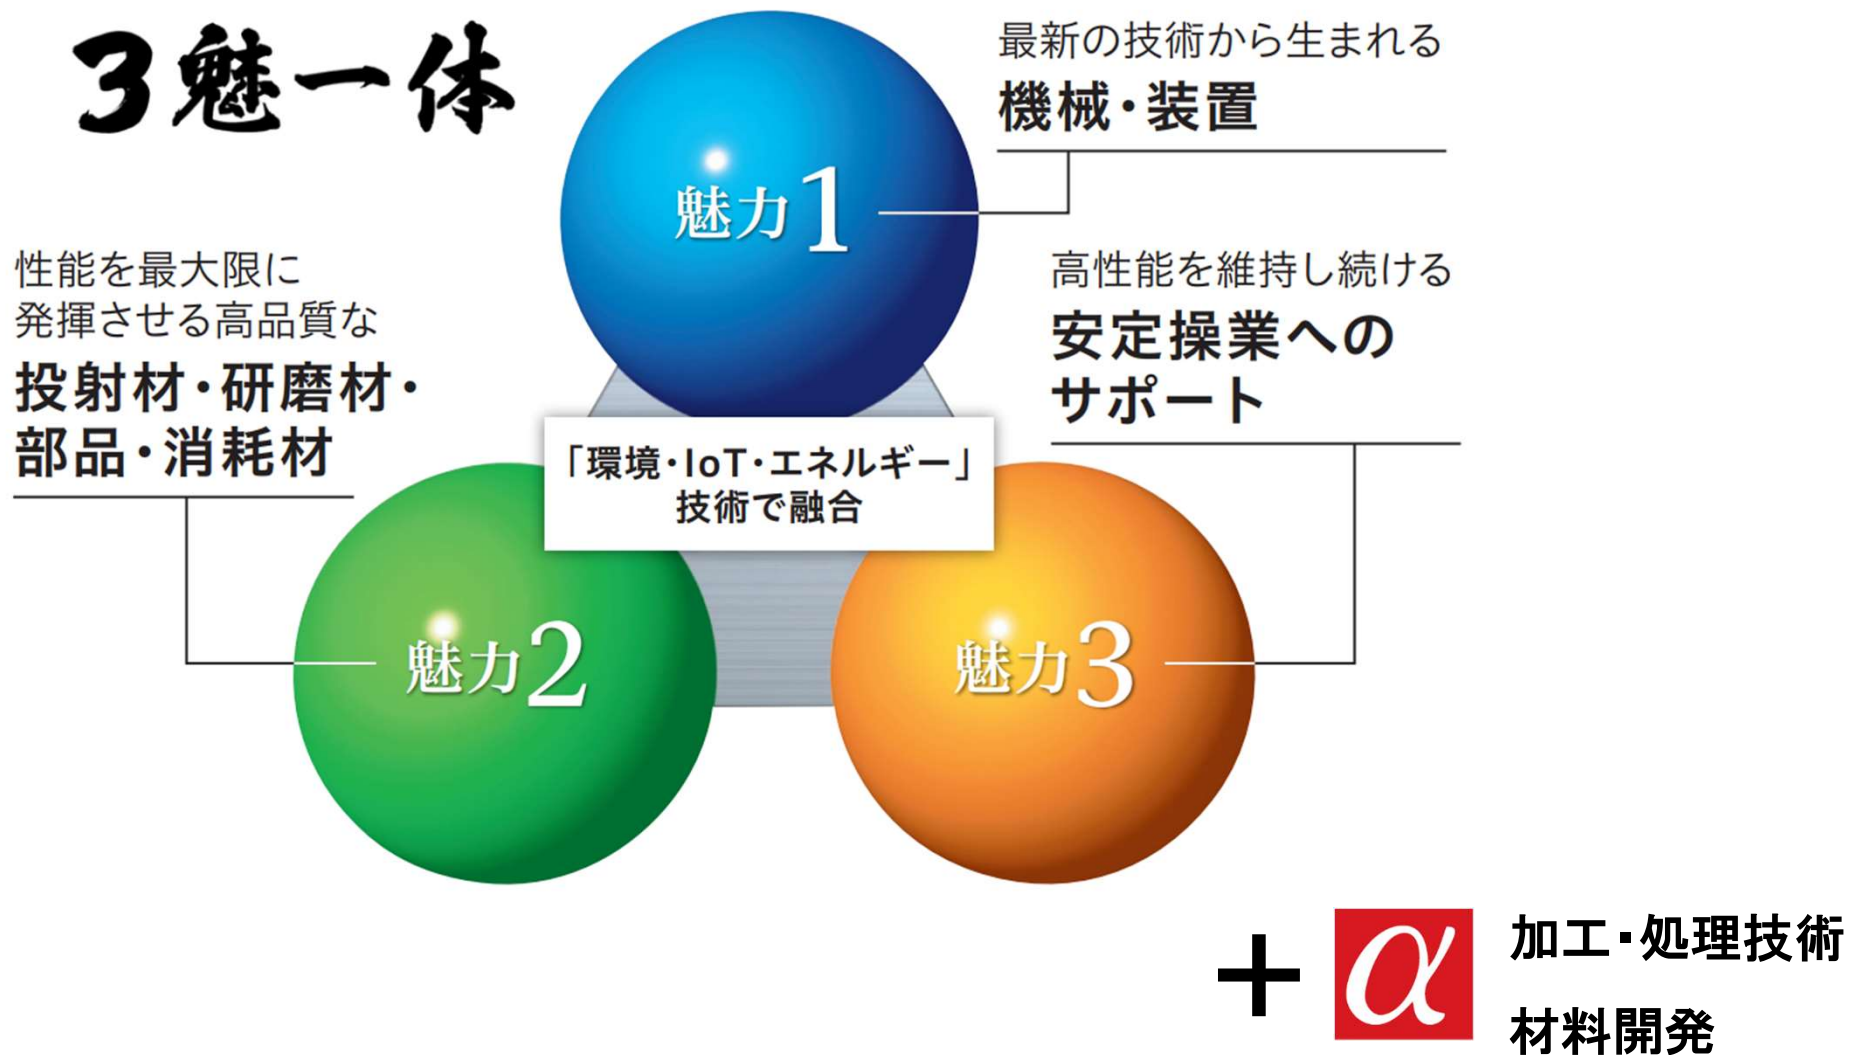 3魅一体
最新の技術から生まれる
機械・装置
魅力1
性能を最大限に
発揮させる高品質な
投射材・研磨材・
部品・消耗材
高性能を維持し続ける
安定操業への
サポート
「環境・IoT・エネルギー」
技術で融合
魅力2
魅力3
+α
加工・処理技術
材料開発